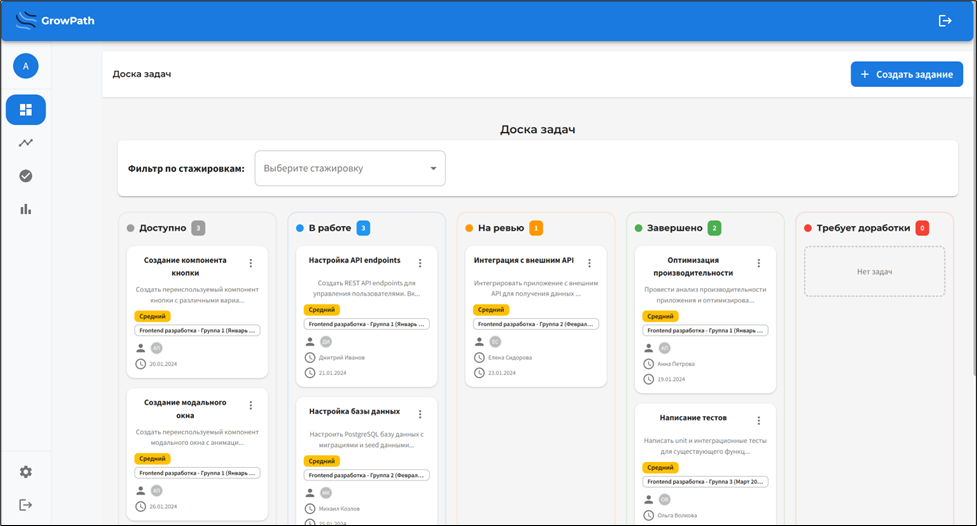 GrowPath
A
Доска задач
+ Создать задание
Доска задач
Фильтр по стажировкам:
Выберите стажировку
Доступно 3
Создание компонента
кнопки
Создать переиспользуемый компонент
кнопки с различными вариа...
Средний
Frontend разработка - Группа 1 (Январь ...
20.01.2024
Создание модального
окна
Создать переиспользуемый компонент
модального окна с анимаци...
Средний
Frontend разработка - Группа 1 (Январь ...
26.01.2024
В работе 3
Настройка API endpoints
Создать REST API endpoints для
управления пользователями. Вк...
Средний
Frontend разработка - Группа 1 (Январь ...
ДИ
Дмитрий Иванов
21.01.2024
Настройка базы данных
Настроить PostgreSQL базу данных с
миграциями и seed данными...
Средний
Frontend разработка - Группа 2 (Феврал...
МК
Михаил Козлов
25.01.2024
На ревью 1
Интеграция с внешним API
Интегрировать приложение с внешним
API для получения данных ...
Средний
Frontend разработка - Группа 2 (Феврал...
ЕС
Елена Сидорова
23.01.2024
Завершено 2
Оптимизация
производительности
Провести анализ производительности
приложения и оптимизирова...
Средний
Frontend разработка - Группа 1 (Январь ...
АП
Анна Петрова
19.01.2024
Написание тестов
Написать unit и интеграционные тесты
для существующего функц...
Средний
Frontend разработка - Группа 3 (Март 20...
ОВ
Ольга Волкова
Требует доработки 0
Нет задач